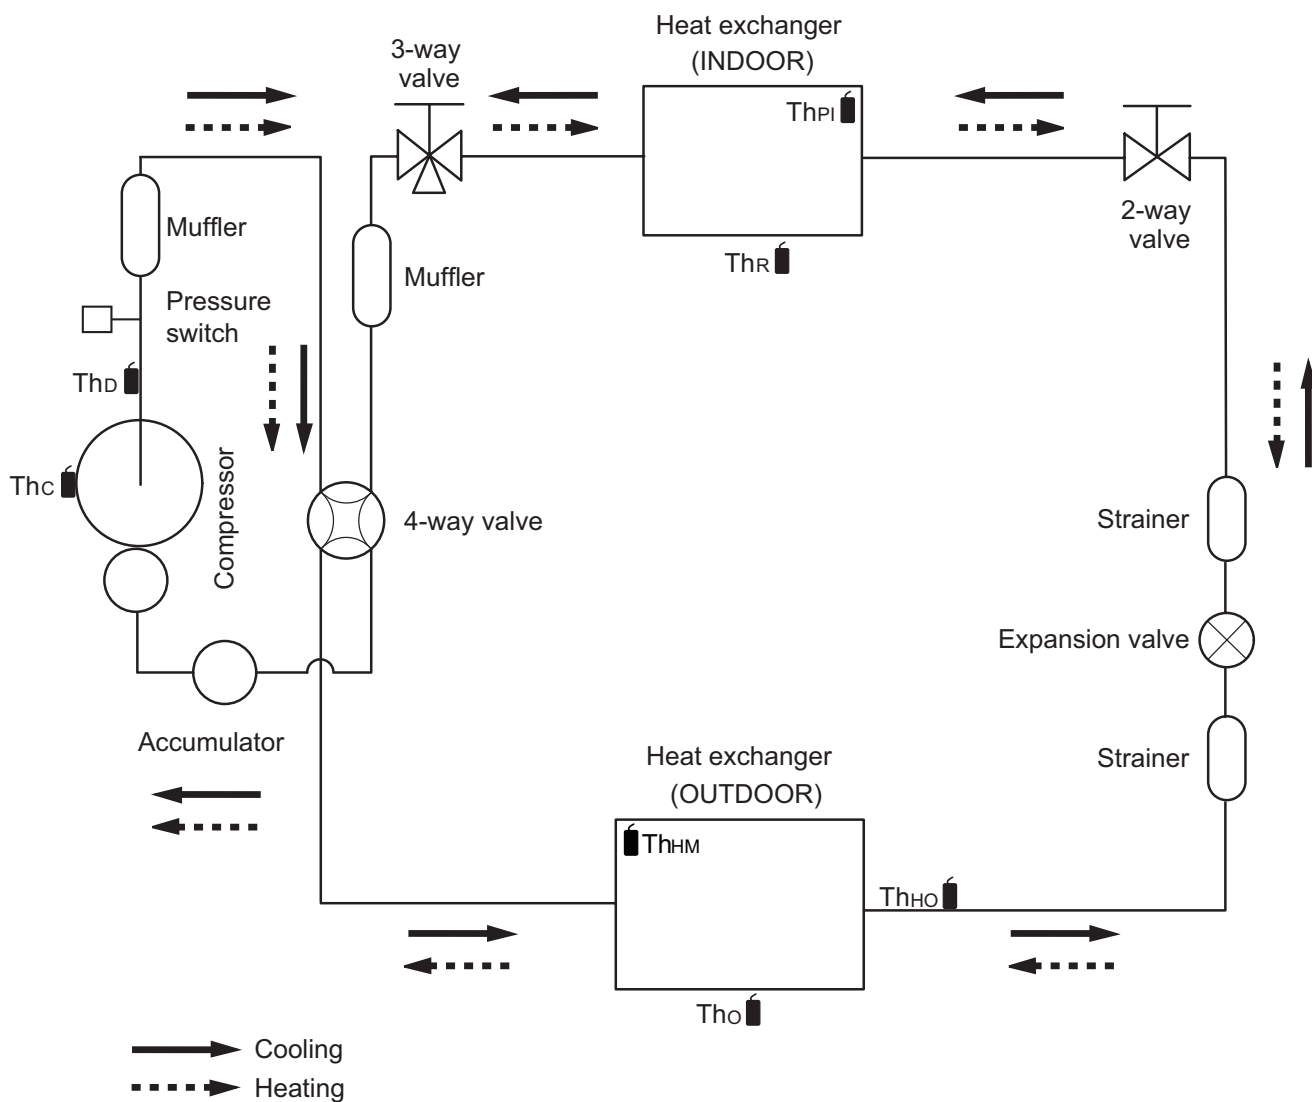 Heat exchanger
(INDOOR)
3-way
valve
ThPI
2-way
valve
Muffler
ThR
Muffler
Pressure
switch
ThD
ThC
Compressor
4-way valve
Strainer
Expansion valve
Accumulator
Strainer
Heat exchanger
(OUTDOOR)
ThHM
ThHO
ThO
Cooling
Heating